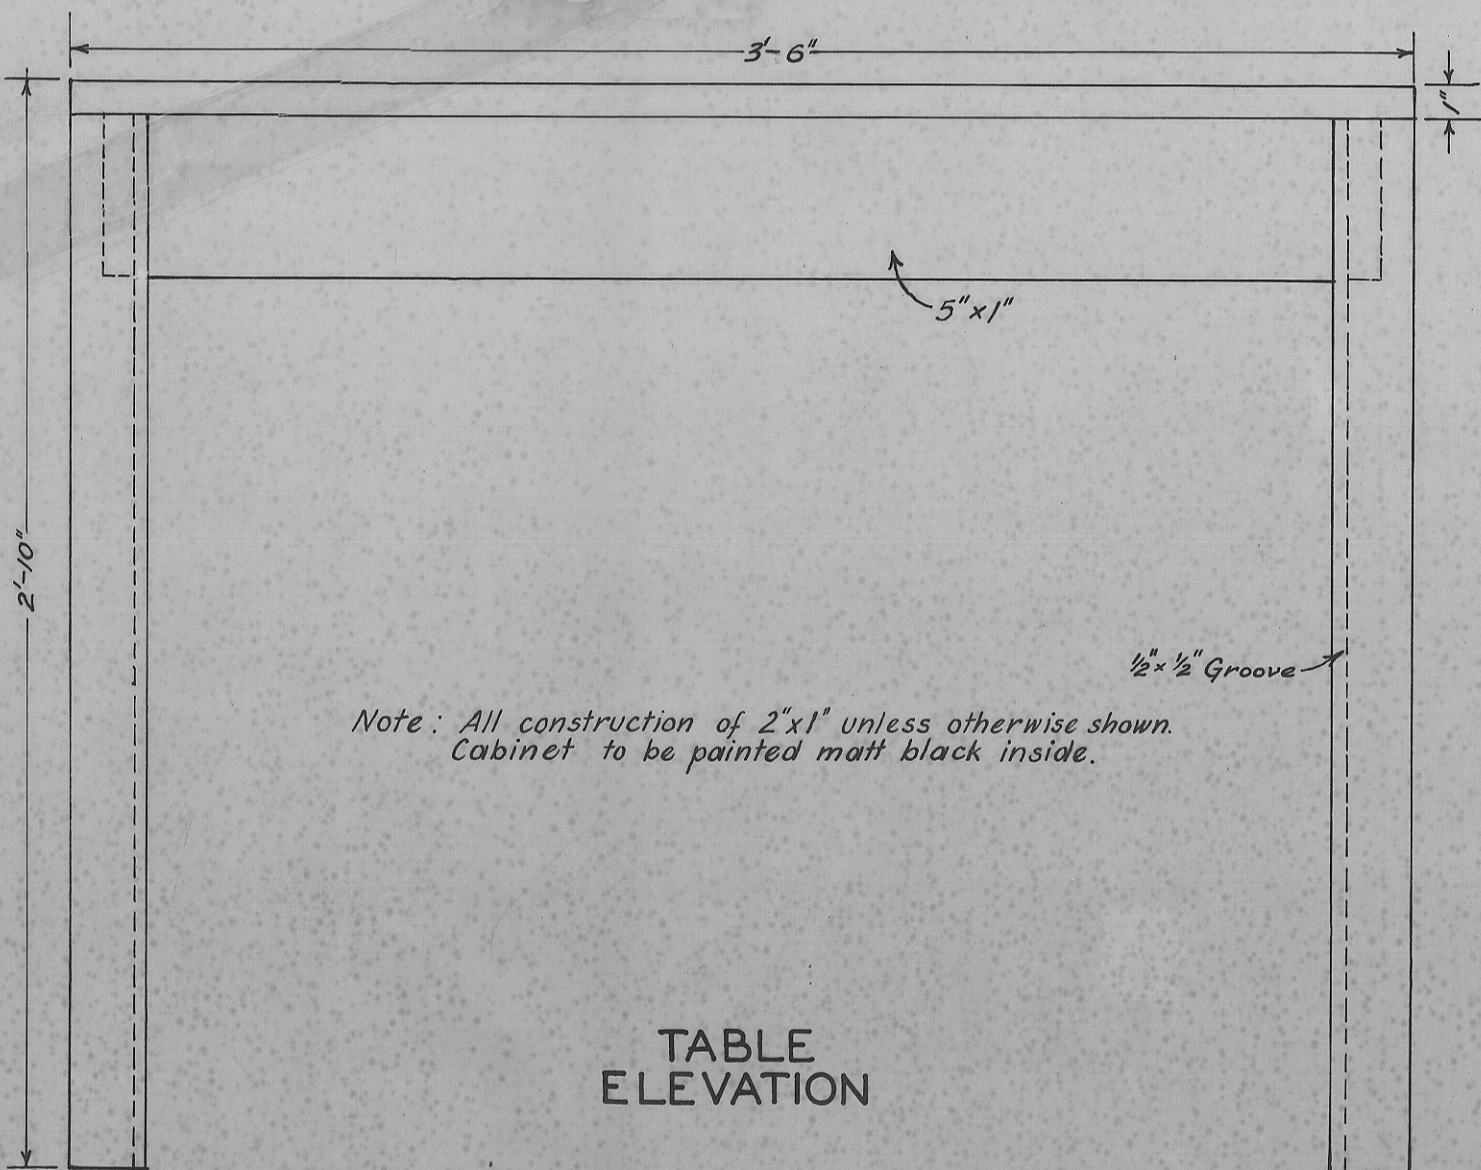 3'-6"
1"
5"x1"
2'-10"
½"x ½" Groove
Note: All construction of 2"x1" unless otherwise shown.
Cabinet to be painted matt black inside.
TABLE
ELEVATION